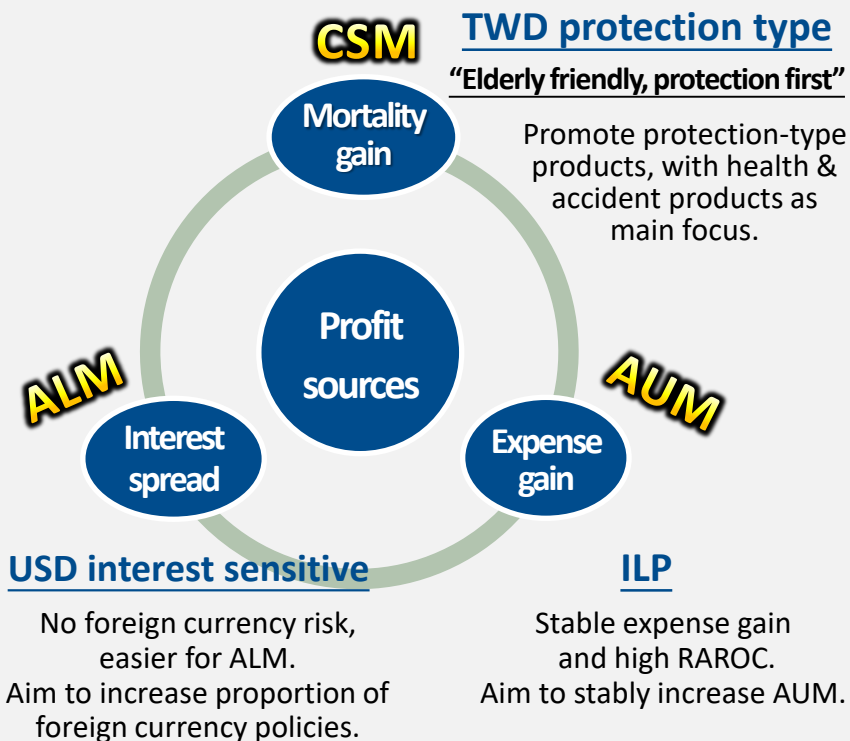 CSM
TWD protection type
“Elderly friendly, protection first”
Mortality
gain
Promote protection-type
products, with health &
accident products as
main focus.
Profit
sources
ALM
AUM
Interest
spread
Expense
gain
USD interest sensitive
No foreign currency risk,
easier for ALM.
Aim to increase proportion of
foreign currency policies.
ILP
Stable expense gain
and high RAROC.
Aim to stably increase AUM.